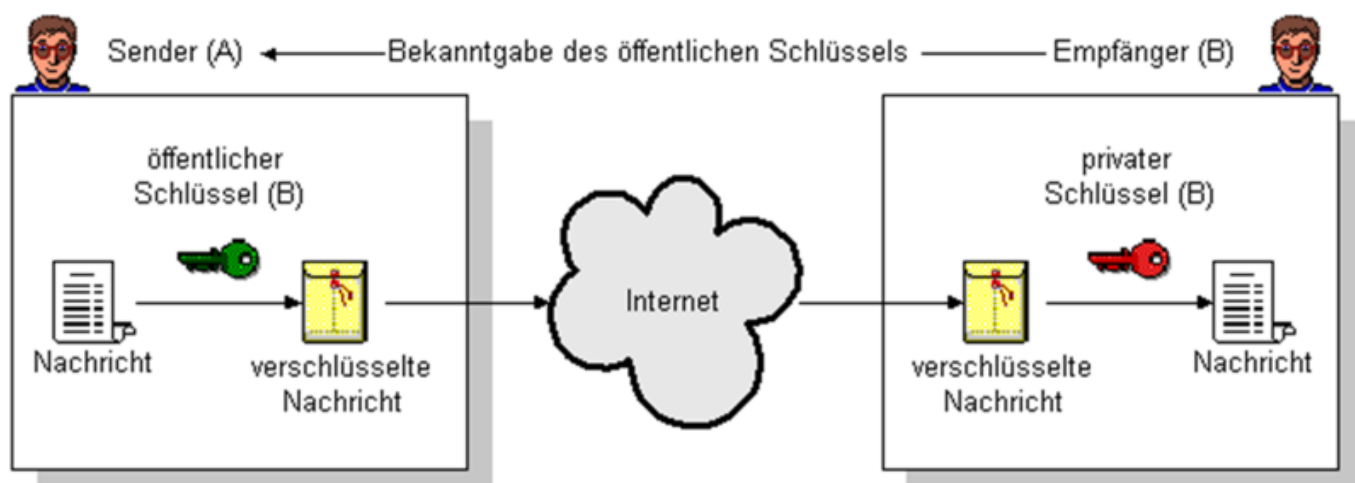 Sender (A) Bekanntgabe des öffentlichen Schlüssels Empfänger (B)
öffentlicher
Schlüssel (B)
Nachricht
verschlüsselte
Nachricht
Internet
privater
Schlüssel (B)
verschlüsselte
Nachricht
Nachricht